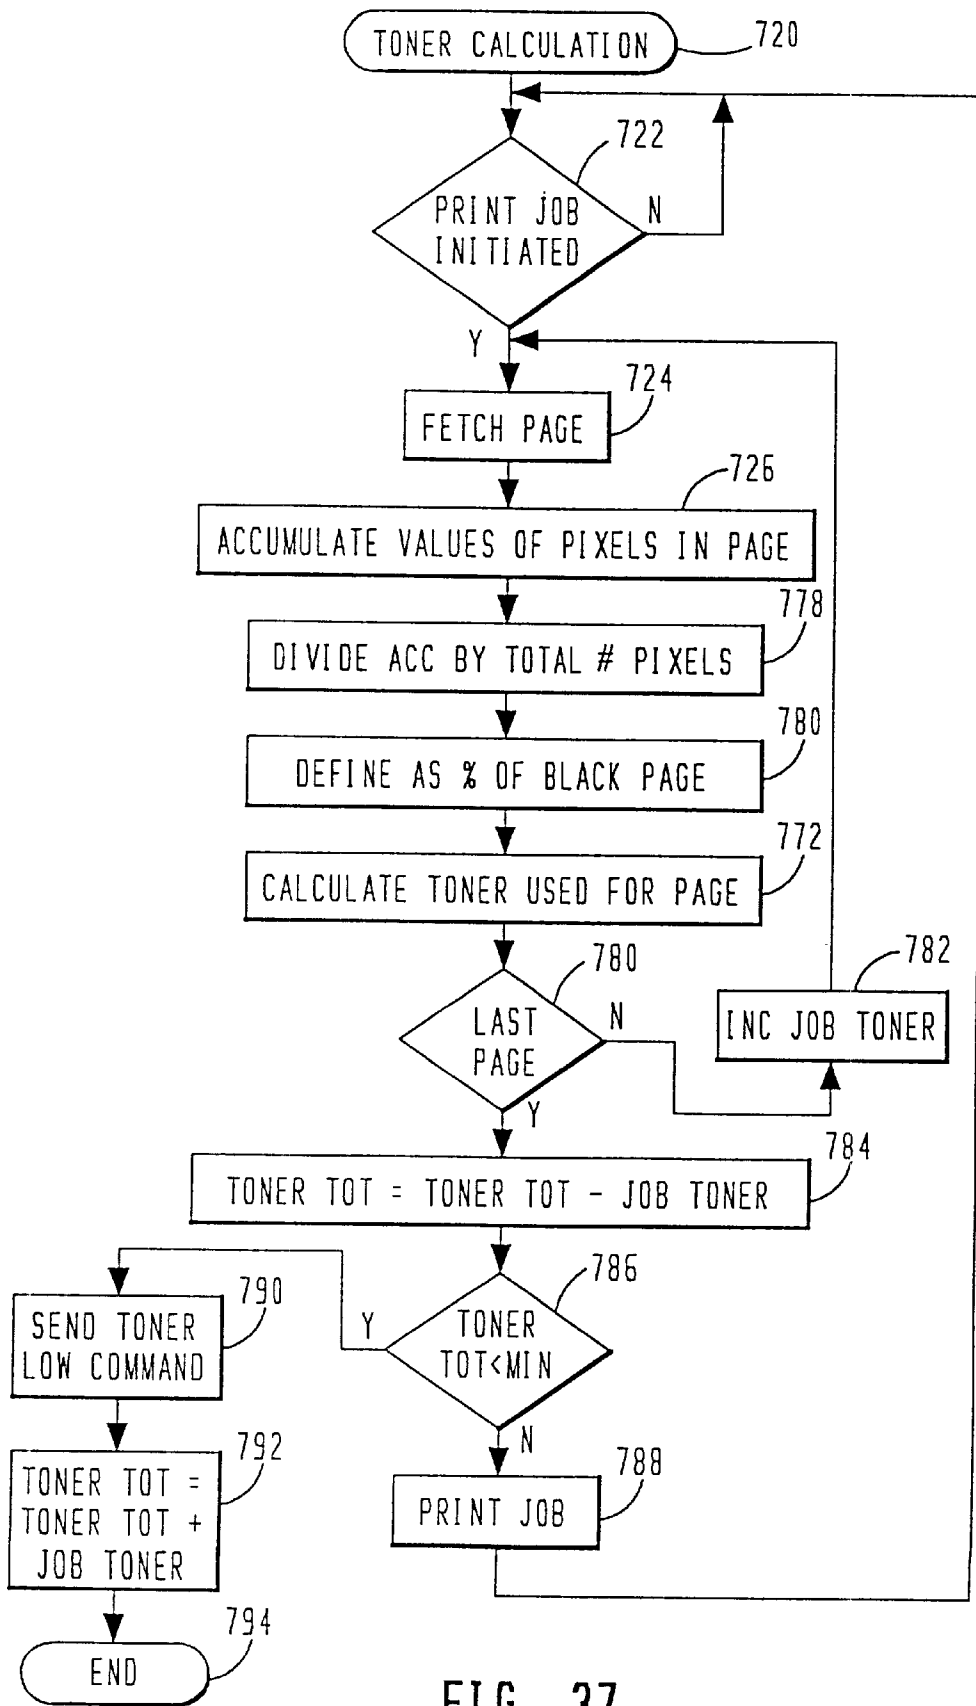 TONER CALCULATION
720
722
PRINT JOB
INITIATED
N
Y
724
FETCH PAGE
726
ACCUMULATE VALUES OF PIXELS IN PAGE
778
DIVIDE ACC BY TOTAL # PIXELS
780
DEFINE AS % OF BLACK PAGE
772
CALCULATE TONER USED FOR PAGE
780
LAST
PAGE
N
782
INC JOB TONER
Y
784
TONER TOT = TONER TOT - JOB TONER
786
TONER
TOT<MIN
Y
790
SEND TONER
LOW COMMAND
N
792
TONER TOT =
TONER TOT +
JOB TONER
788
PRINT JOB
794
END
FIG. 37